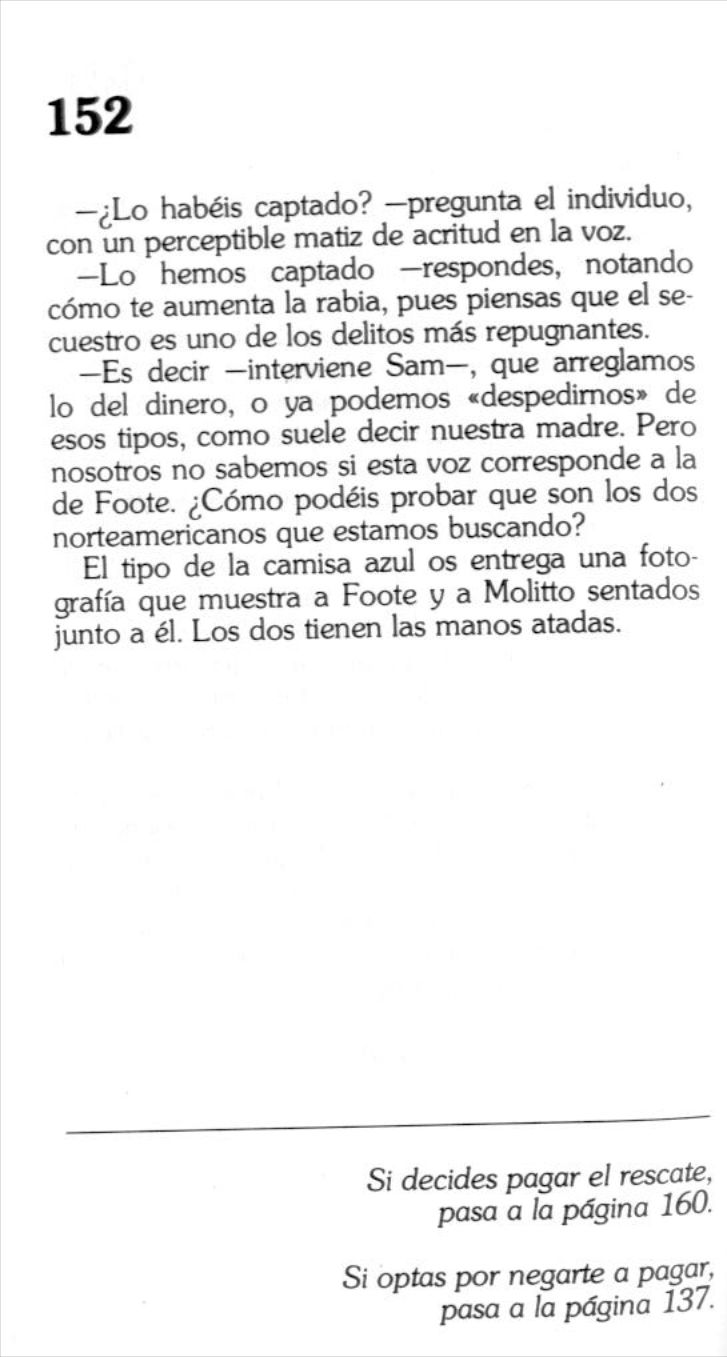 152
—¿Lo habéis captado? —pregunta el individuo,
con un perceptible matiz de acritud en la voz.
—Lo hemos captado —respondes, notando
cómo te aumenta la rabia, pues piensas que el se-
cuestro es uno de los delitos más repugnantes.
—Es decir —interviene Sam—, que arreglamos
lo del dinero, o ya podemos «despedirnos» de
esos tipos, como suele decir nuestra madre. Pero
nosotros no sabemos si esta voz corresponde a la
de Foote. ¿Cómo podéis probar que son los dos
norteamericanos que estamos buscando?
El tipo de la camisa azul os entrega una foto-
grafía que muestra a Foote y a Molitto sentados
junto a él. Los dos tienen las manos atadas.
Si decides pagar el rescate,
pasa a la página 160.
Si optas por negarte a pagar,
pasa a la página 137.